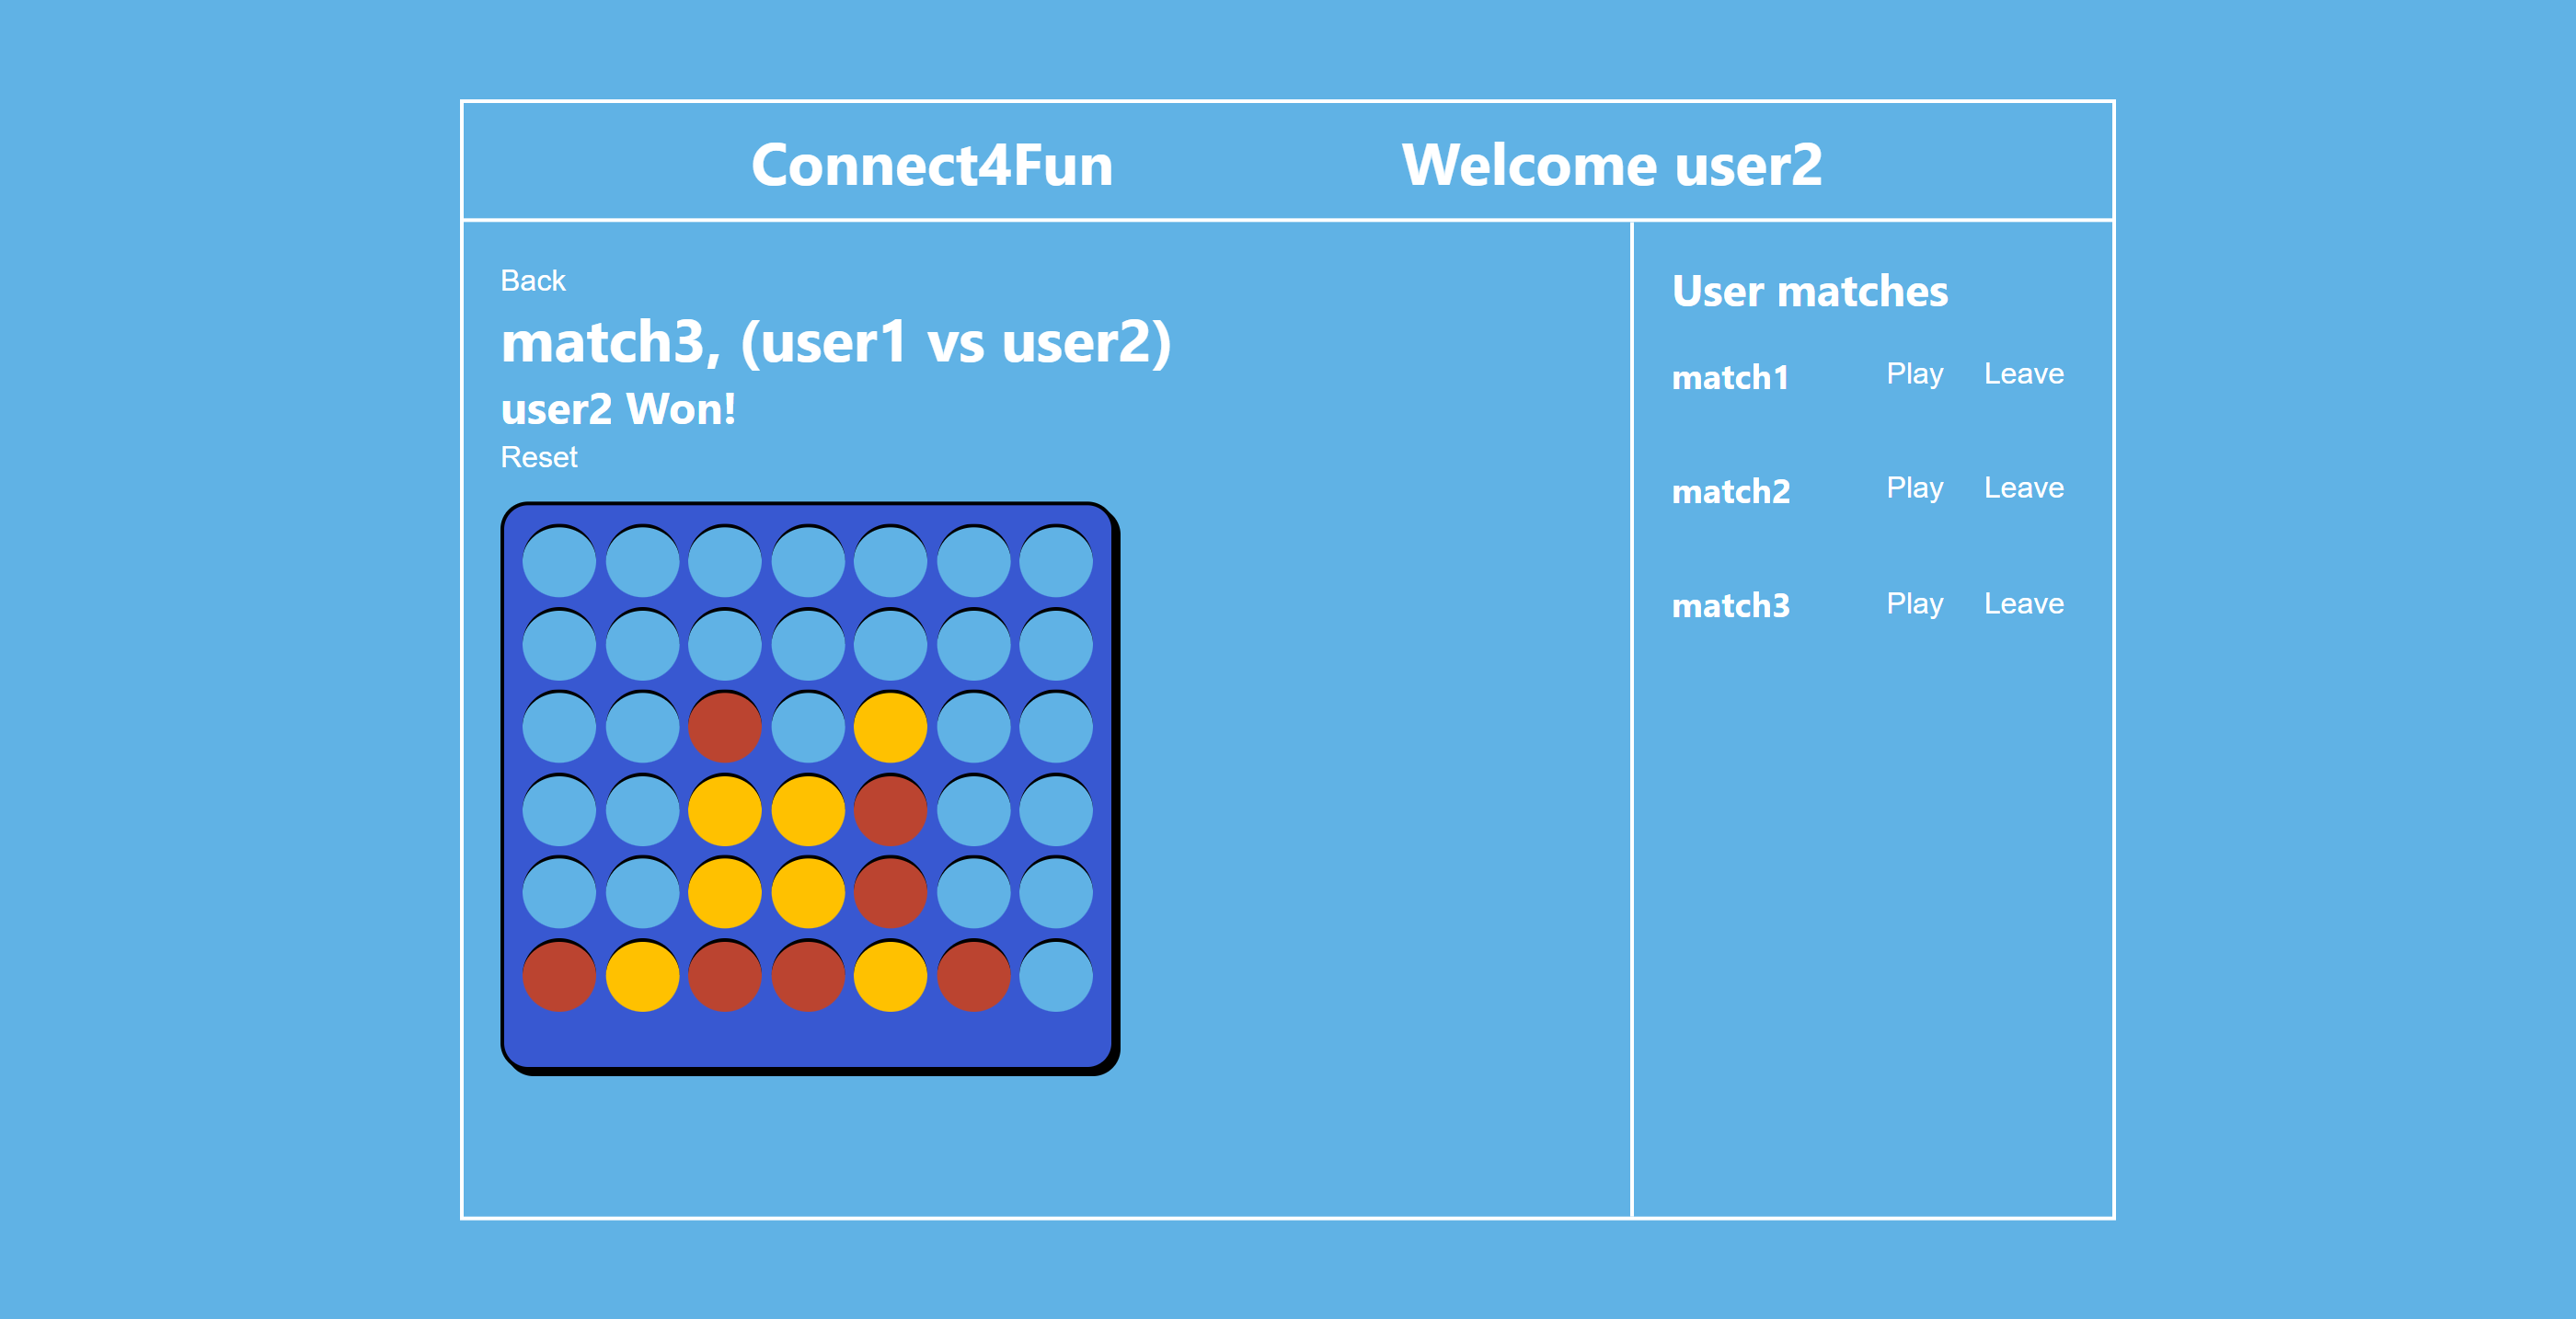 Connect4Fun Welcome user2
Back
match3, (user1 vs user2)
user2 Won!
Reset
User matches
match1 Play Leave
match2 Play Leave
match3 Play Leave